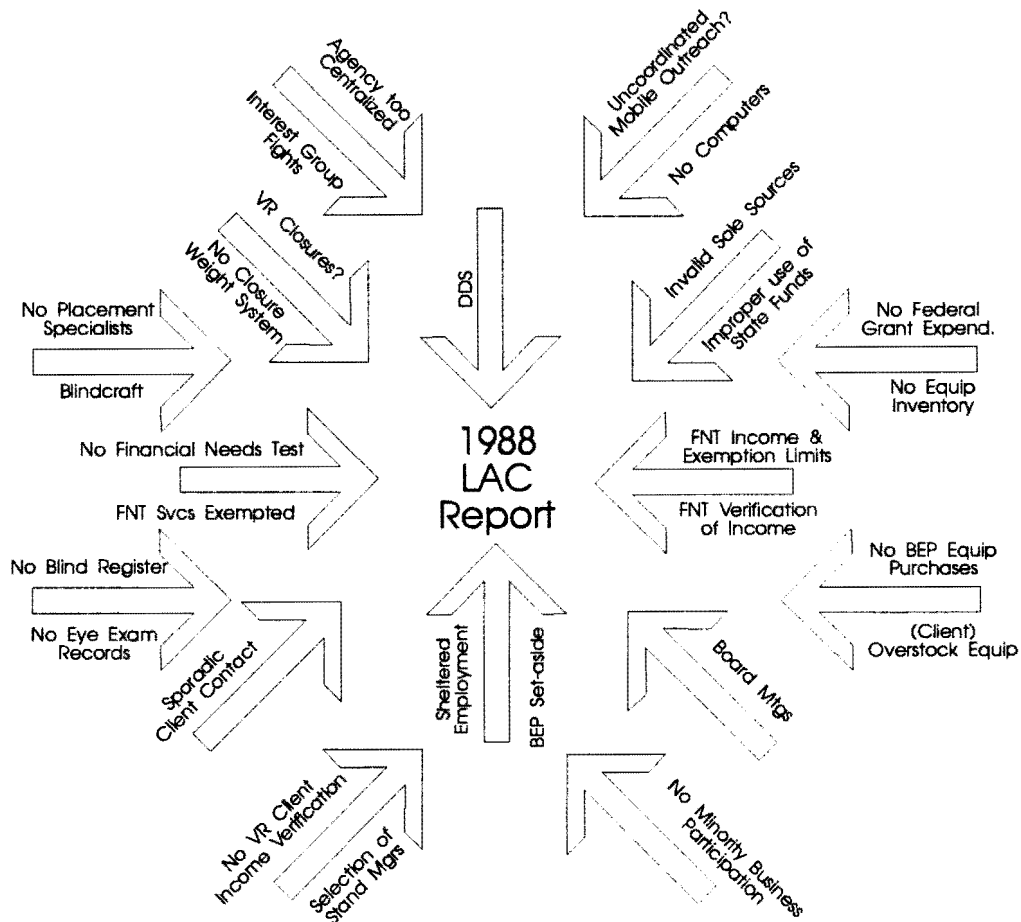 Agency too
Centralized
Interest Group
Fights
Uncoordinated
Mobile Outreach?
No Computers
VR Closures?
No Closure
Weight System
DDS
Invalid Sole Sources
Improper use of
State Funds
No Placement
Specialists
Blindcraft
No Federal
Grant Expend.
No Equip
Inventory
No Financial Needs Test
FNT Svcs Exempted
1988
LAC
Report
FNT Income &
Exemption Limits
FNT Verification
of Income
No Blind Register
No Eye Exam
Records
No BEP Equip
Purchases
(Client)
Overstock Equip
Sporadic
Client Contact
Sheltered
Employment
BEP Set-aside
Board Mtgs
No VR Client
Income Verification
Selection of
Stand Mgrs
No Minority Business
Participation